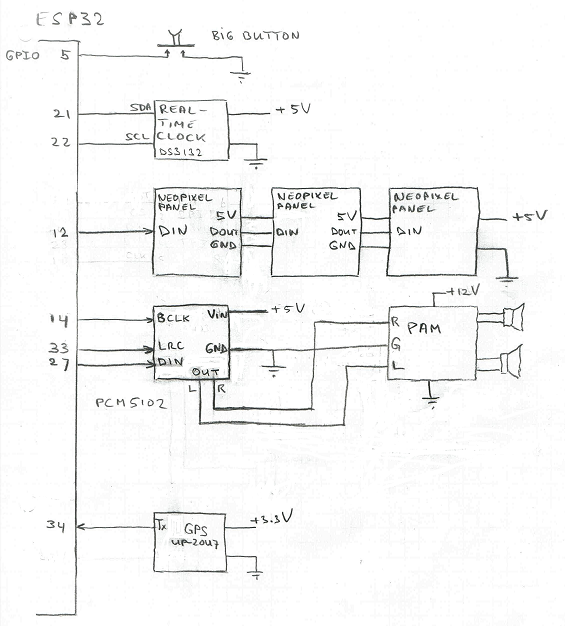 ESP32
GPIO 5
BIG BUTTON
21 SDA REAL- +5V
TIME
22 SCL CLOCK
DS3132
NEOPIXEL PANEL NEOPIXEL PANEL NEOPIXEL PANEL
5V 5V +5V
12 DIN DOUT DIN DOUT DIN
GND GND
+12V
14 BCLK VIN +5V
R PAM
33 LRC GND G
27 DIN
OUT L
L R
PCM5102
34 Tx GPS +3.3V